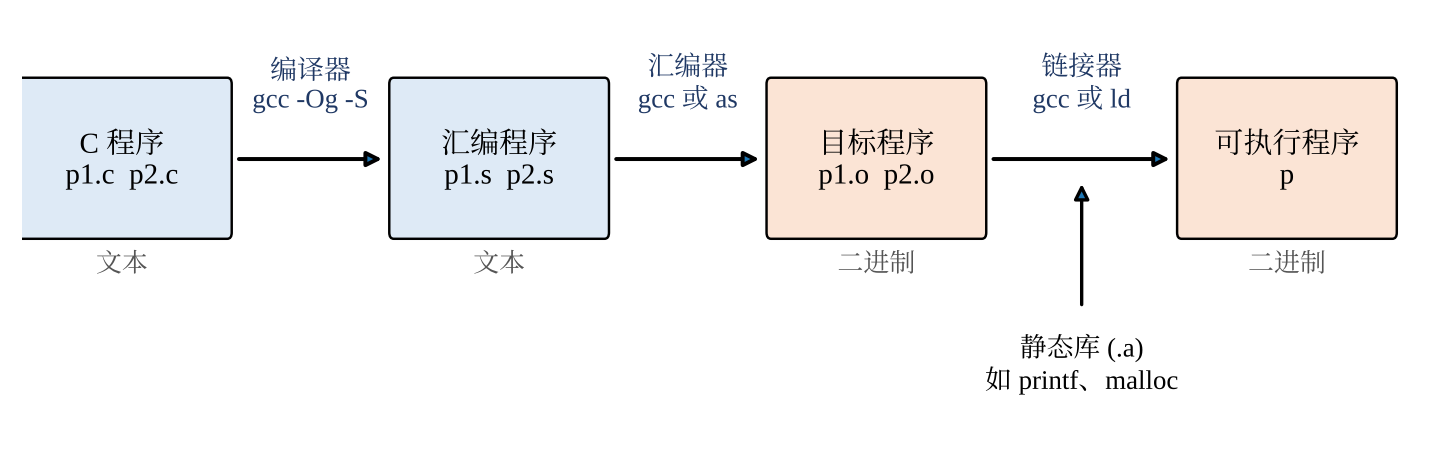 编译器
gcc -Og -S
汇编器
gcc 或 as
链接器
gcc 或 ld
C 程序
p1.c  p2.c
汇编程序
p1.s  p2.s
目标程序
p1.o  p2.o
可执行程序
p
文本
文本
二进制
二进制
静态库 (.a)
如 printf、malloc